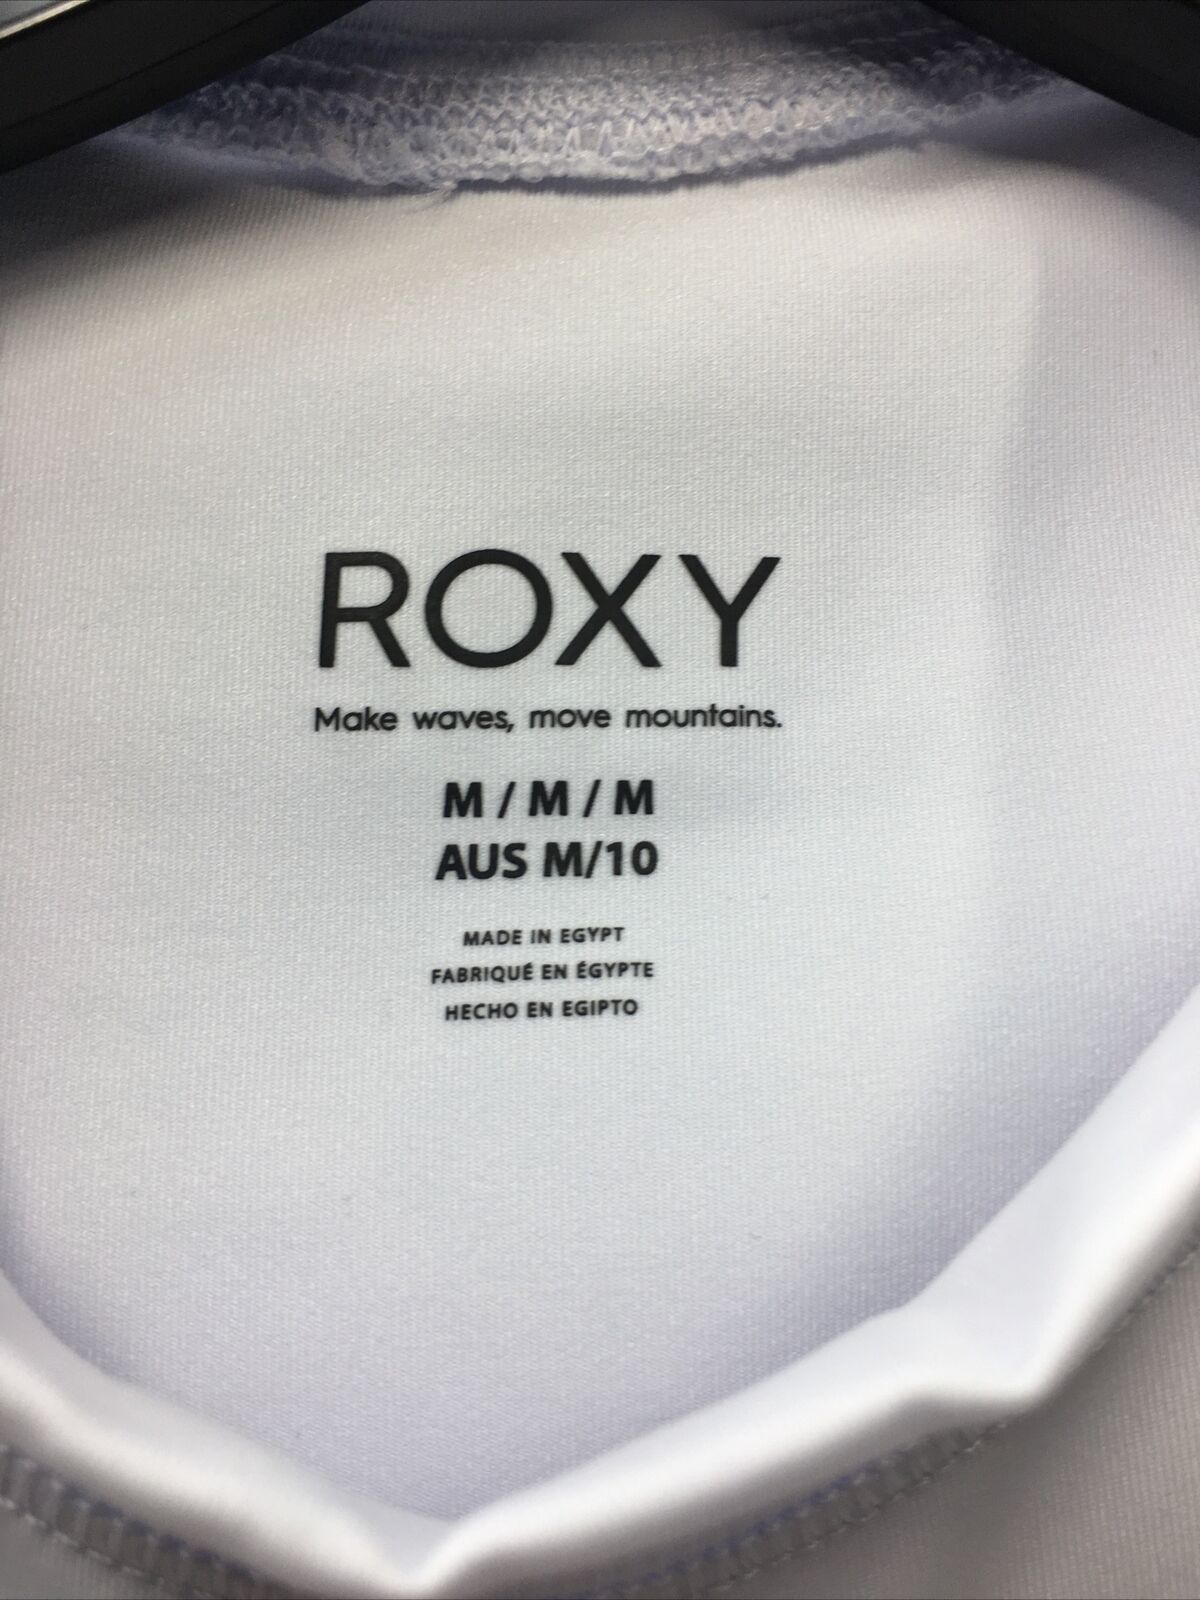 ROXY
Make waves, move mountains.
M / M / M
AUS M/10
MADE IN EGYPT
FABRIQUÉ EN ÉGYPTE
HECHO EN EGIPTO